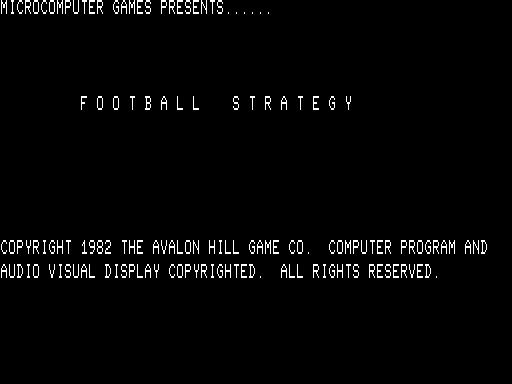 MICROCOMPUTER GAMES PRESENTS......
F O O T B A L L   S T R A T E G Y
COPYRIGHT 1982 THE AVALON HILL GAME CO.  COMPUTER PROGRAM AND
AUDIO VISUAL DISPLAY COPYRIGHTED.  ALL RIGHTS RESERVED.